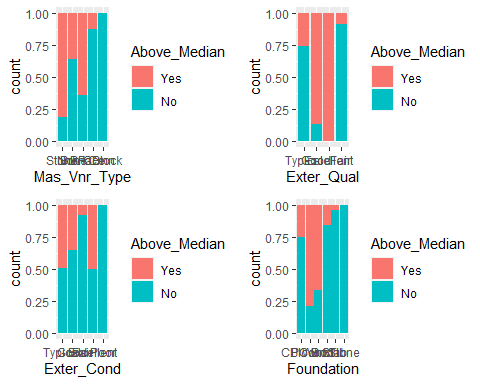 1.00
0.75
0.50
0.25
0.00
count
Mas_Vnr_Type
Above_Median
Yes
No
1.00
0.75
0.50
0.25
0.00
count
Exter_Qual
Above_Median
Yes
No
1.00
0.75
0.50
0.25
0.00
count
Exter_Cond
Above_Median
Yes
No
1.00
0.75
0.50
0.25
0.00
count
Foundation
Above_Median
Yes
No